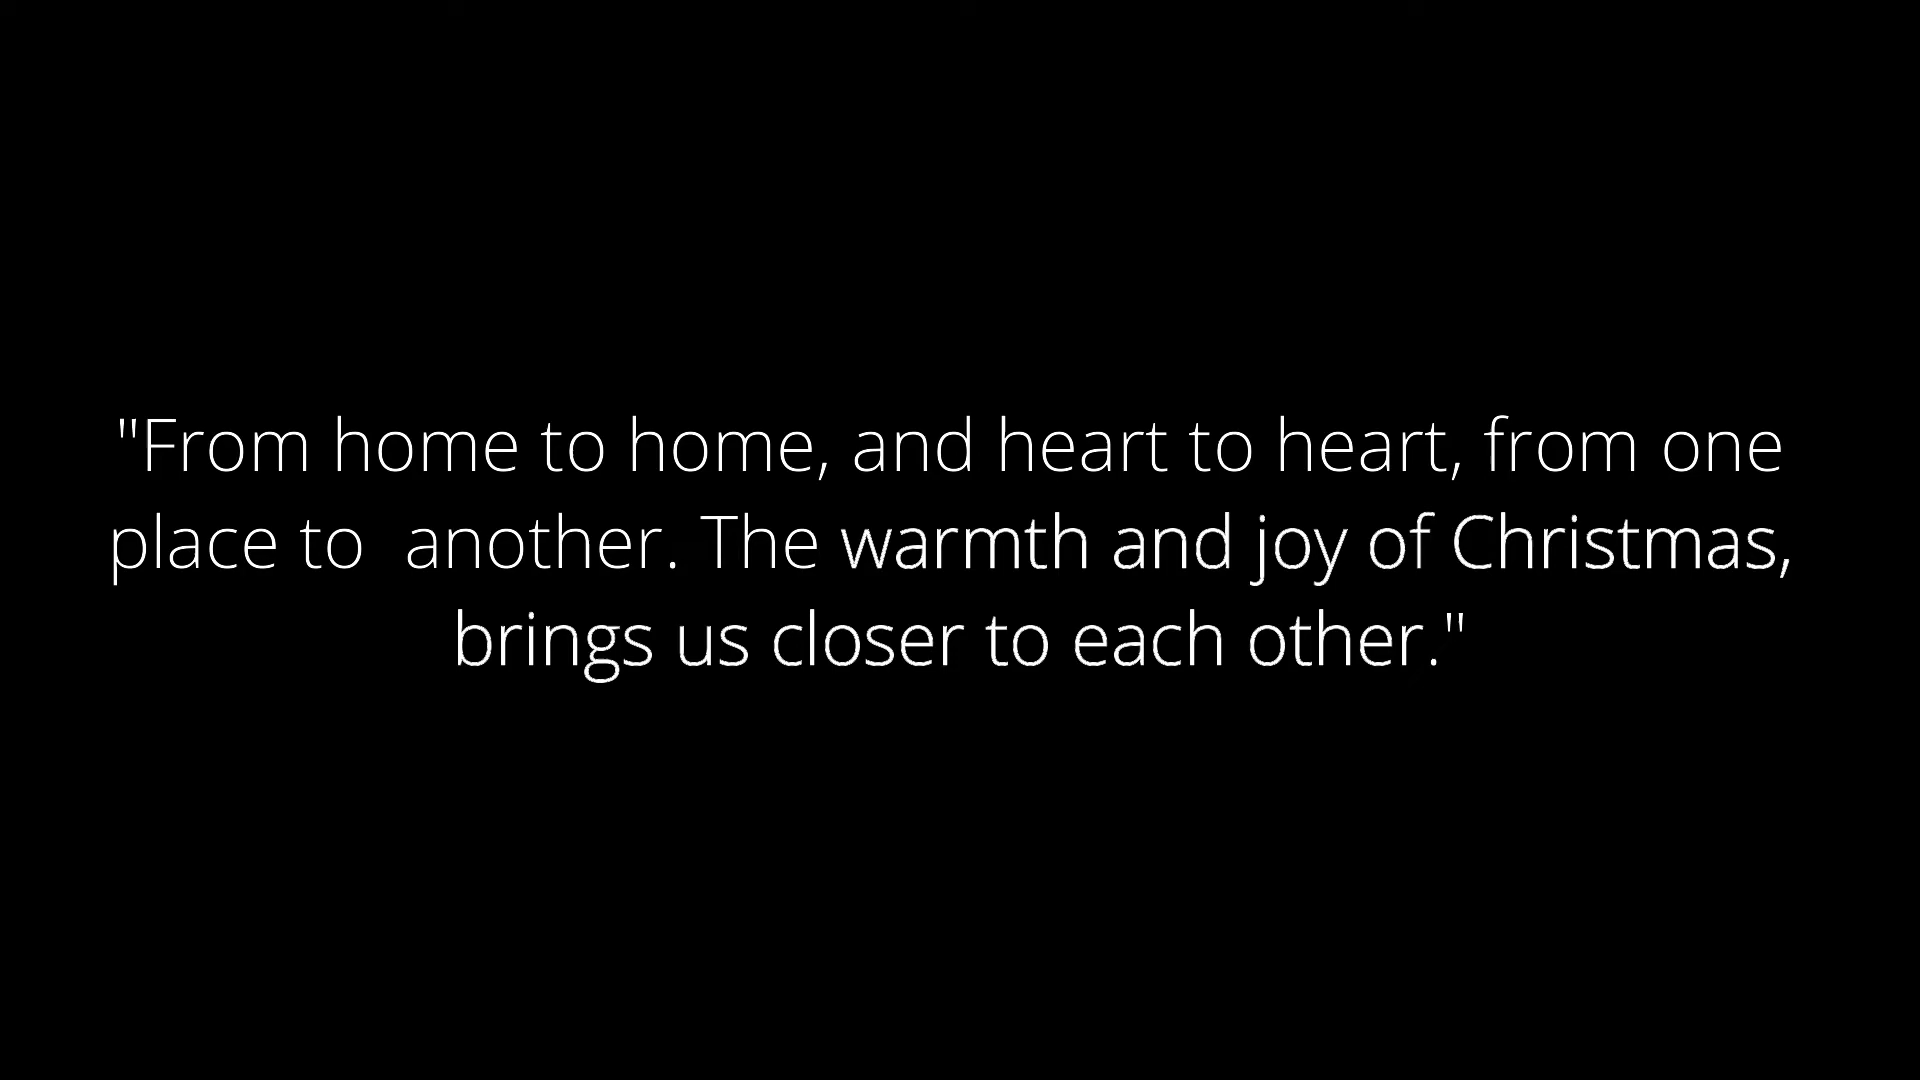 "From home to home, and heart to heart, from one
place to  another. The warmth and joy of Christmas,
brings us closer to each other."